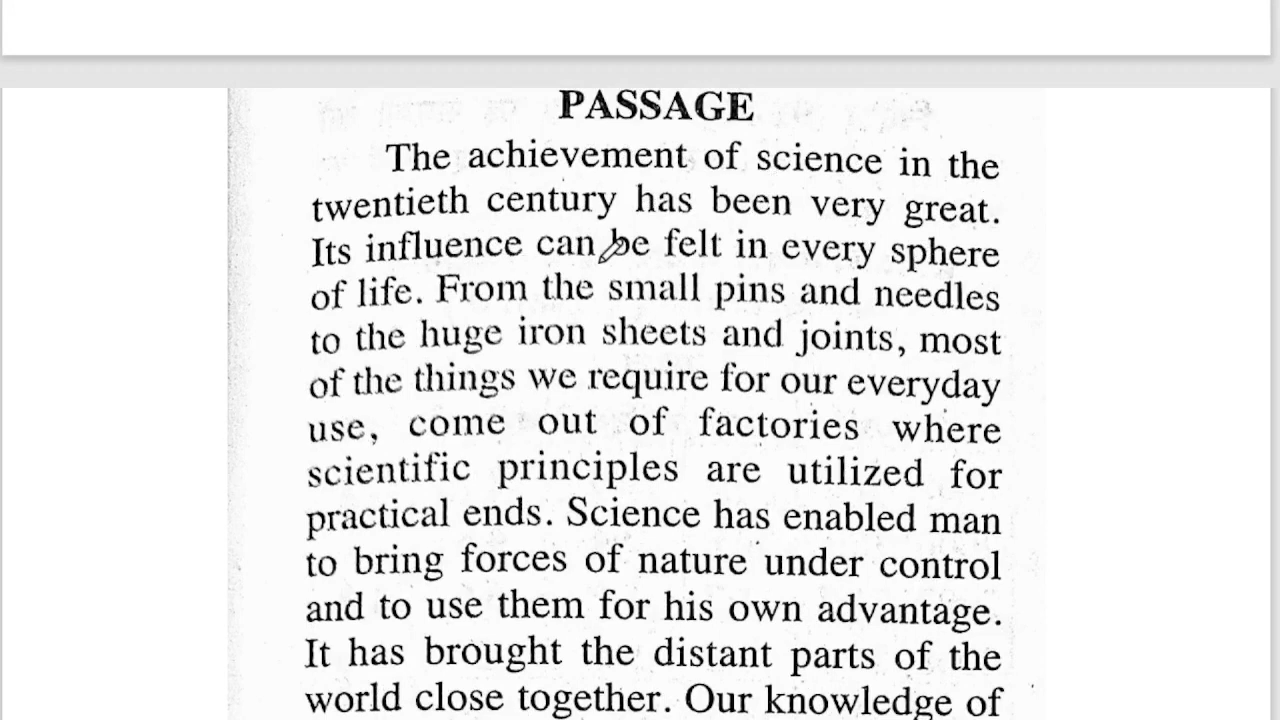 PASSAGE
The achievement of science in the
twentieth century has been very great.
Its influence can be felt in every sphere
of life. From the small pins and needles
to the huge iron sheets and joints, most
of the things we require for our everyday
use, come out of factories where
scientific principles are utilized for
practical ends. Science has enabled man
to bring forces of nature under control
and to use them for his own advantage.
It has brought the distant parts of the
world close together. Our knowledge of